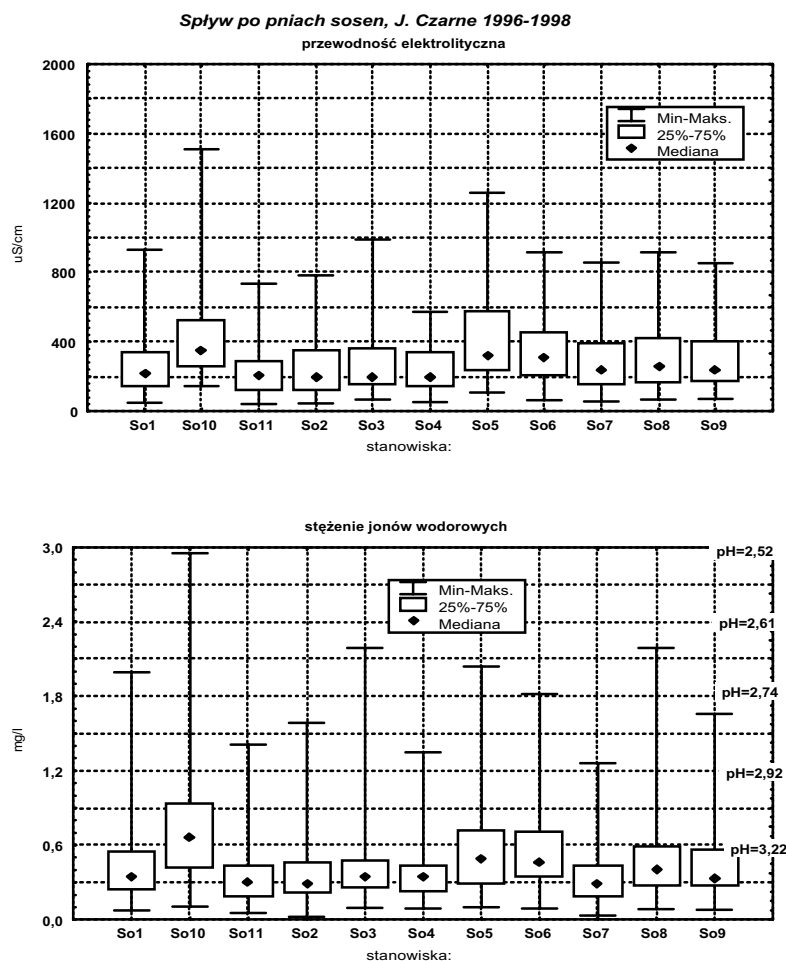 Spływ po pniach sosen, J. Czarne 1996-1998
przewodność elektrolityczna
2000
1600
1200
800
400
0
uS/cm
Min-Maks.
25%-75%
Mediana
So1 So10 So11 So2 So3 So4 So5 So6 So7 So8 So9
stanowiska:
stężenie jonów wodorowych
3,0
2,4
1,8
1,2
0,6
0,0
mg/l
Min-Maks.
25%-75%
Mediana
pH=2,52
pH=2,61
pH=2,74
pH=2,92
pH=3,22
So1 So10 So11 So2 So3 So4 So5 So6 So7 So8 So9
stanowiska: